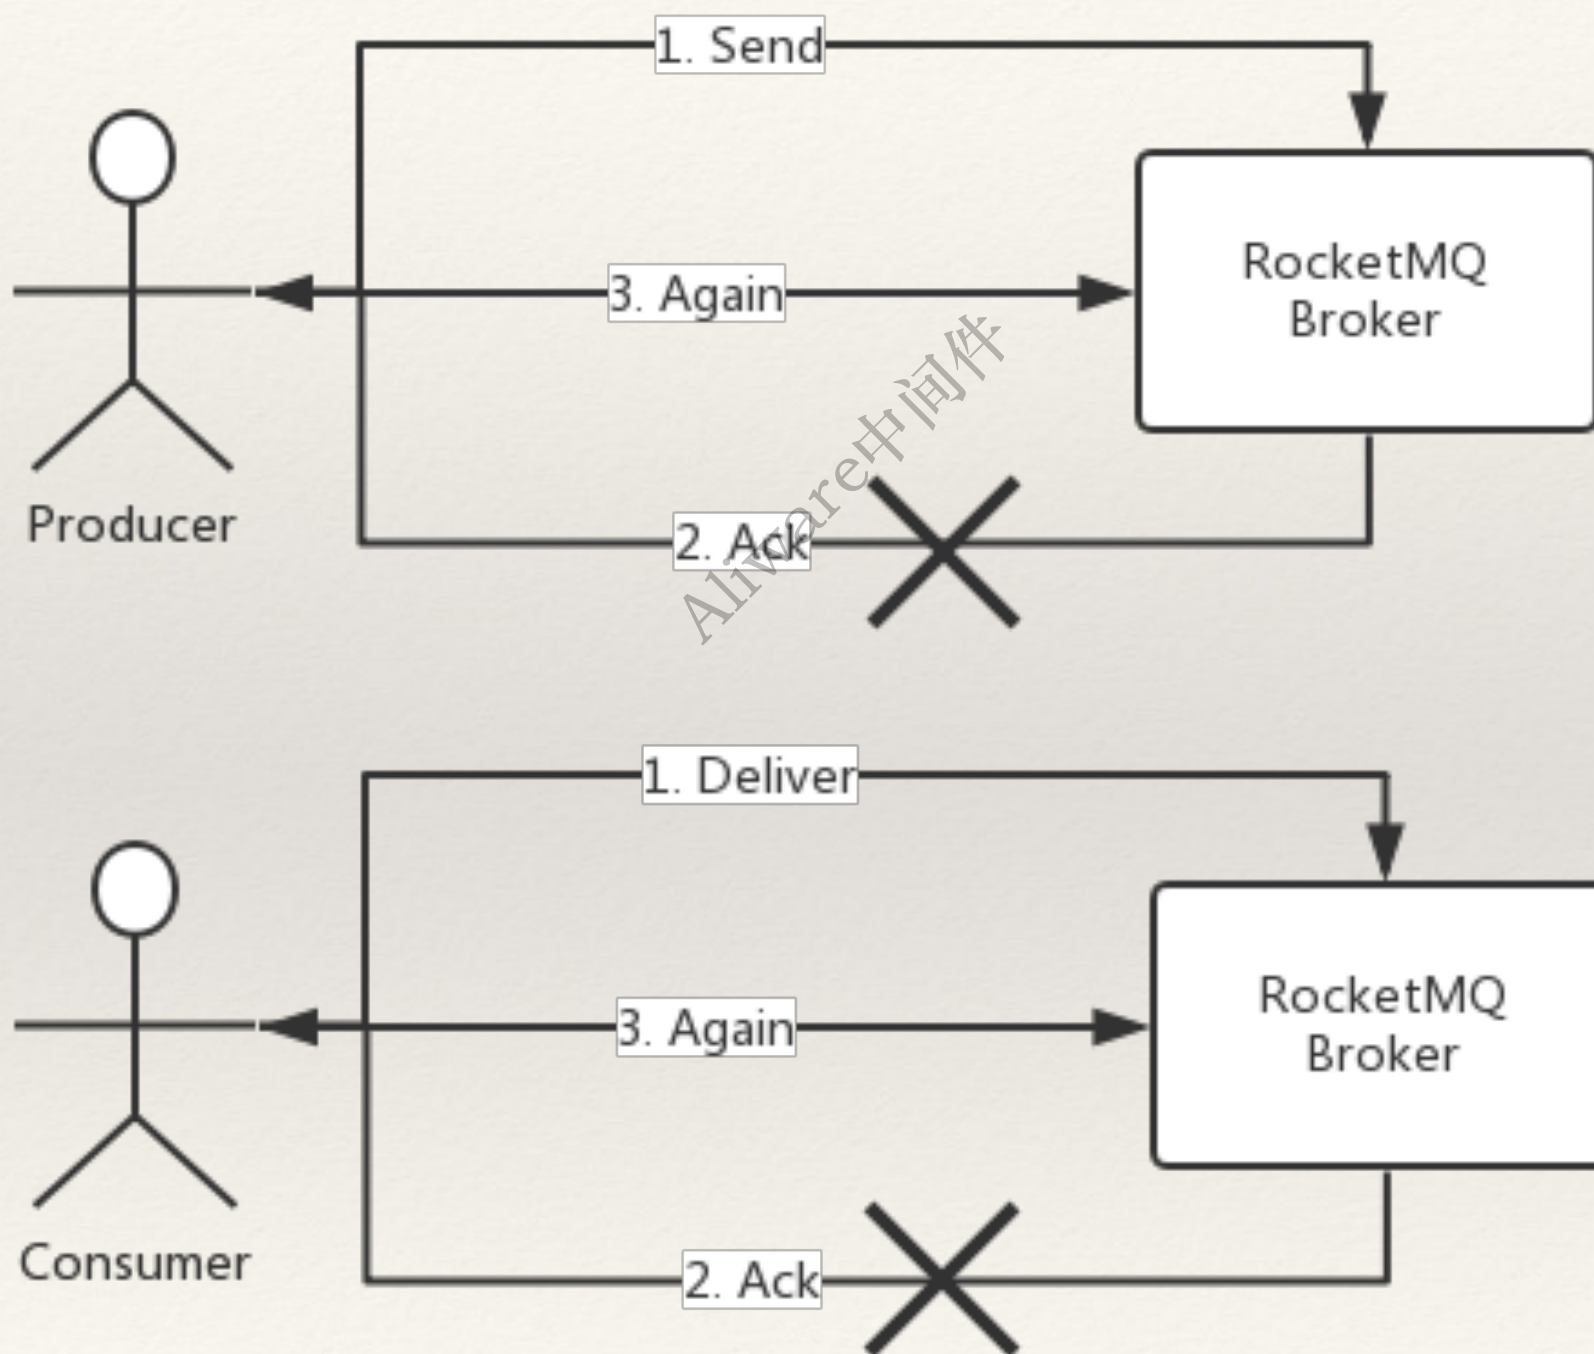 1. Send
RocketMQ
Broker
3. Again
Aliware中间件
Producer
2. Ack
1. Deliver
RocketMQ
Broker
3. Again
Consumer
2. Ack